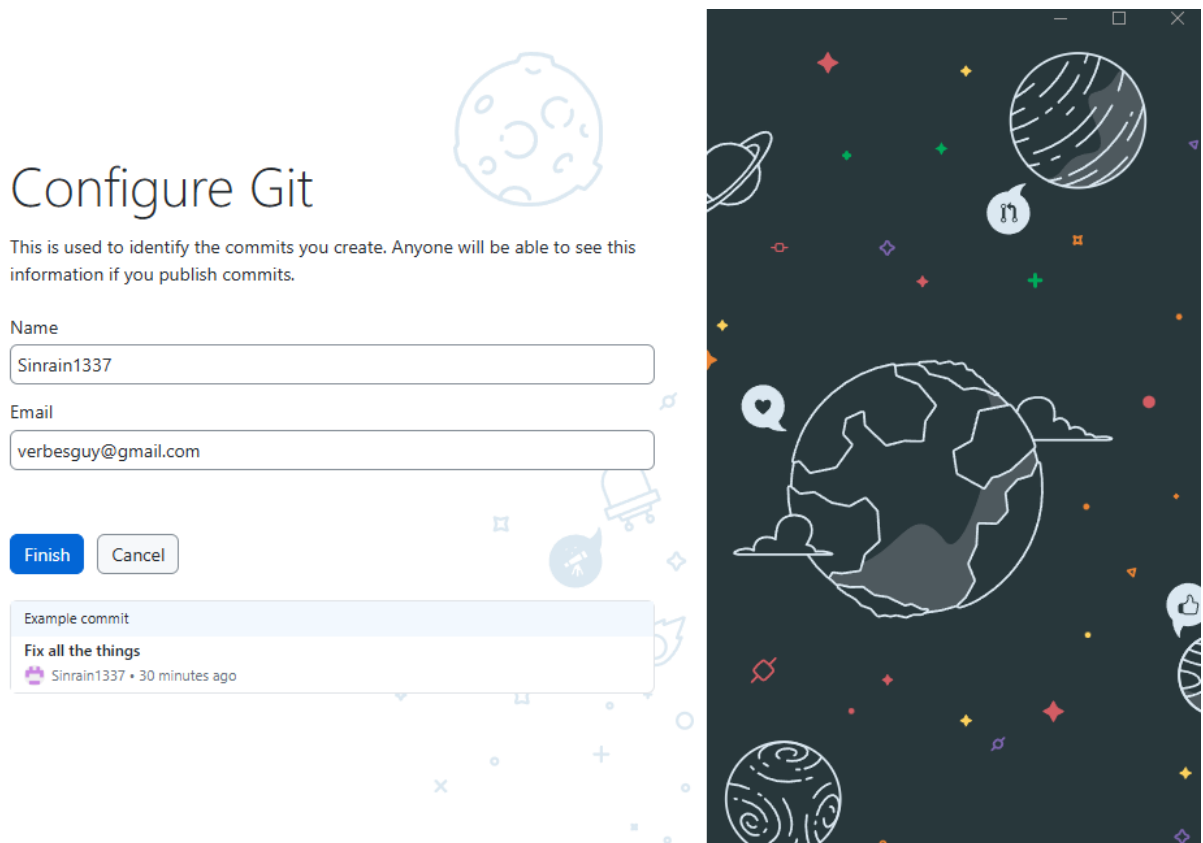 Configure Git
This is used to identify the commits you create. Anyone will be able to see this
information if you publish commits.
Name
Sinrain1337
Email
verbesguy@gmail.com
Finish
Cancel
Example commit
Fix all the things
Sinrain1337 • 30 minutes ago